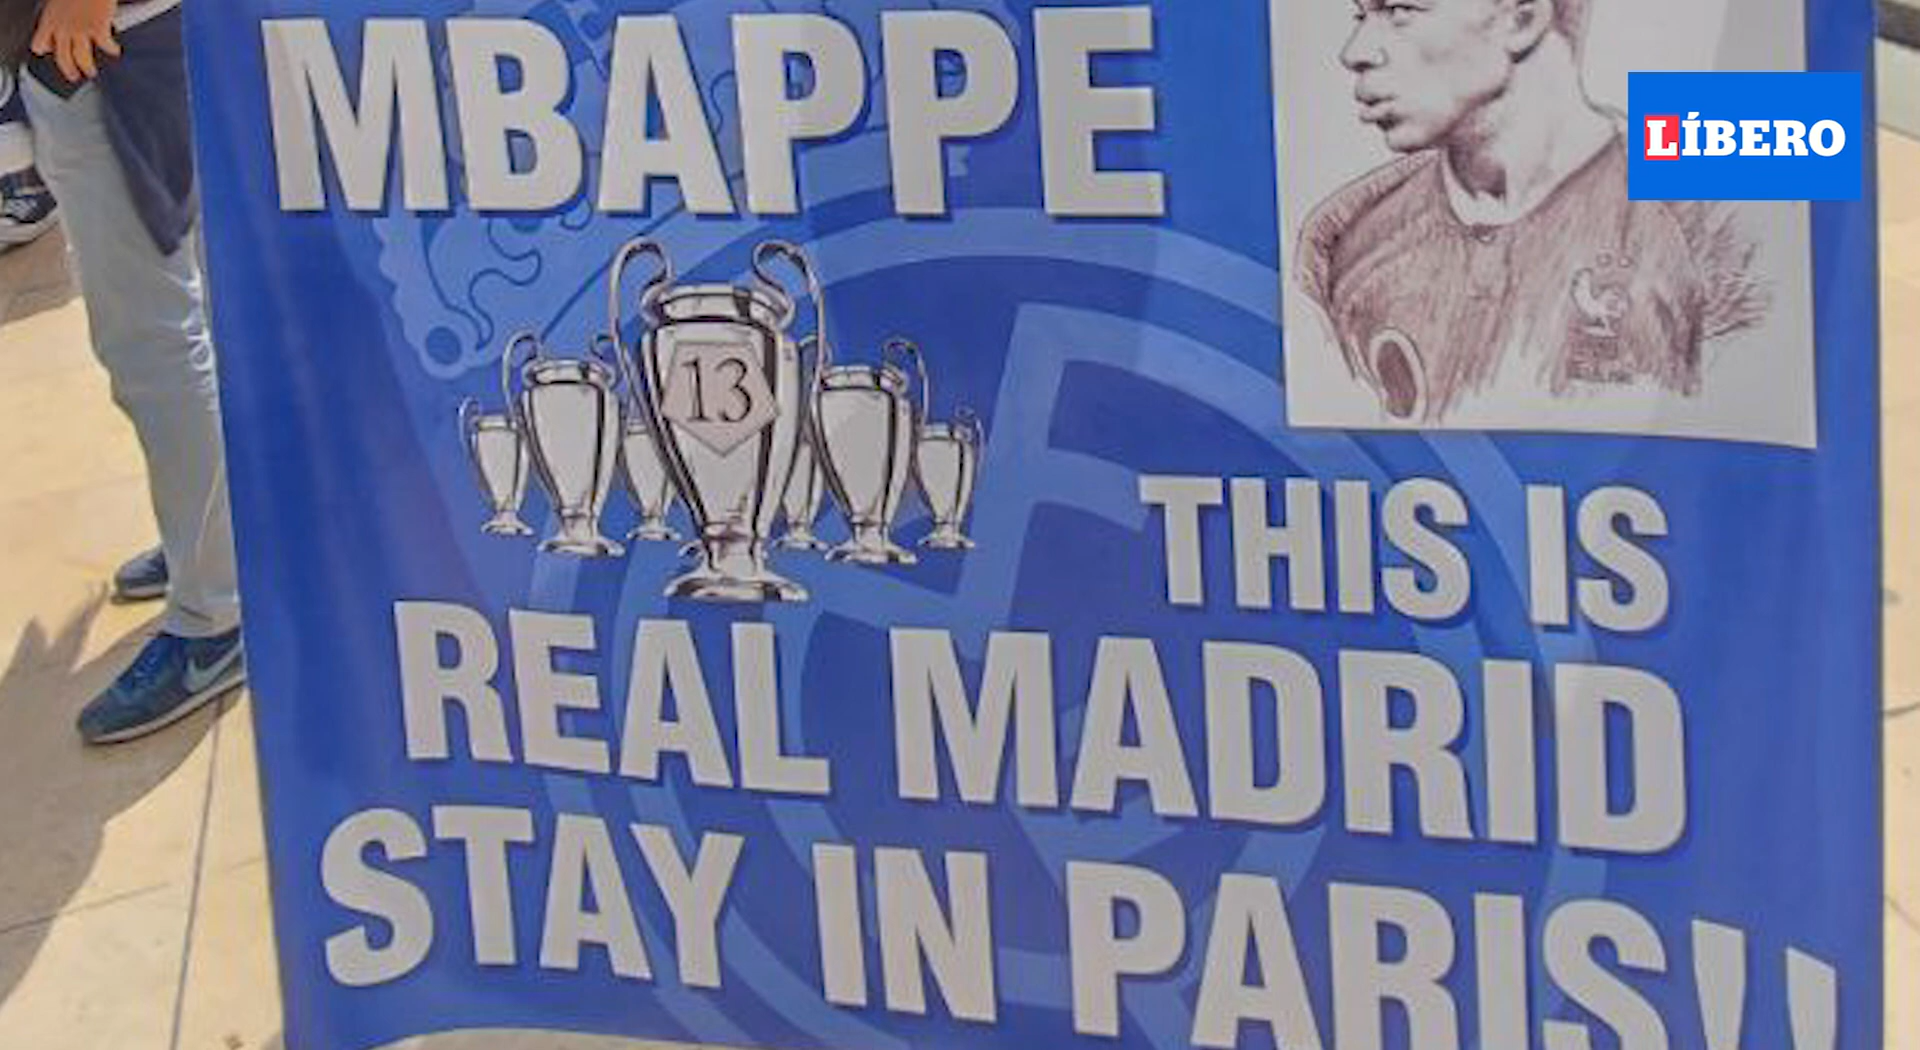 MBAPPE
LÍBERO
13
THIS IS
REAL MADRID
STAY IN PARIS!!